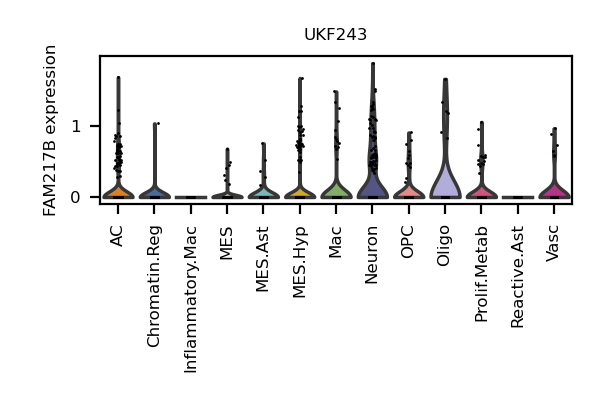 UKF243
FAM217B expression
1
0
AC
Chromatin.Reg
Inflammatory.Mac
MES
MES.Ast
MES.Hyp
Mac
Neuron
OPC
Oligo
Prolif.Metab
Reactive.Ast
Vasc